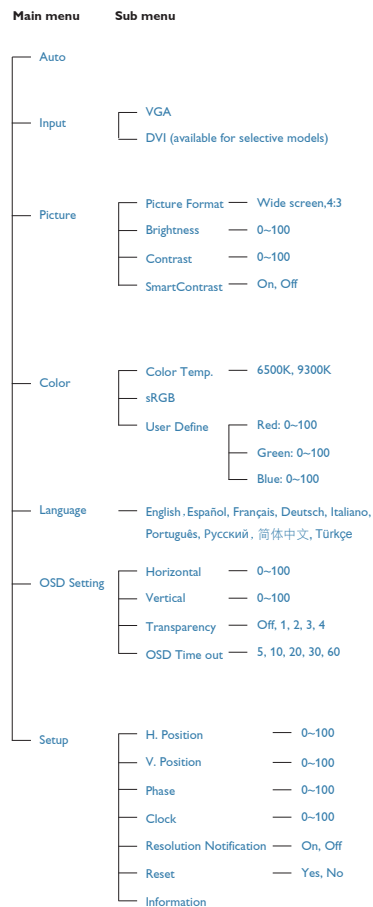 Main menu Sub menu
Auto
Input
VGA
DVI (available for selective models)
Picture
Picture Format Wide screen,4:3
Brightness 0~100
Contrast 0~100
SmartContrast On, Off
Color
Color Temp. 6500K, 9300K
sRGB
User Define Red: 0~100
Green: 0~100
Blue: 0~100
Language English, Español, Français, Deutsch, Italiano,
Português, Русский, 简体中文, Türkçe
OSD Setting
Horizontal 0~100
Vertical 0~100
Transparency Off, 1, 2, 3, 4
OSD Time out 5, 10, 20, 30, 60
Setup
H. Position 0~100
V. Position 0~100
Phase 0~100
Clock 0~100
Resolution Notification On, Off
Reset Yes, No
Information